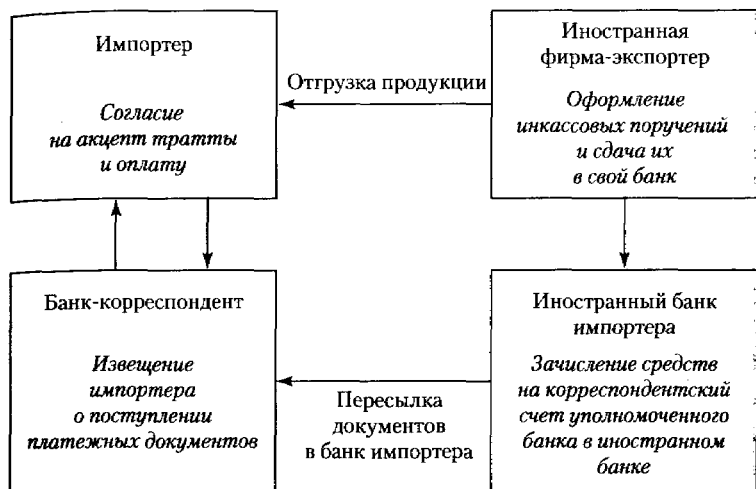 Импортер
Согласие
на акцепт тратты
и оплату
Отгрузка продукции
Иностранная
фирма-экспортер
Оформление
инкассовых поручений
и сдача их
в свой банк
Банк-корреспондент
Извещение
импортера
о поступлении
платежных документов
Пересылка
документов
в банк импортера
Иностранный банк
импортера
Зачисление средств
на корреспондентский
счет уполномоченного
банка в иностранном
банке